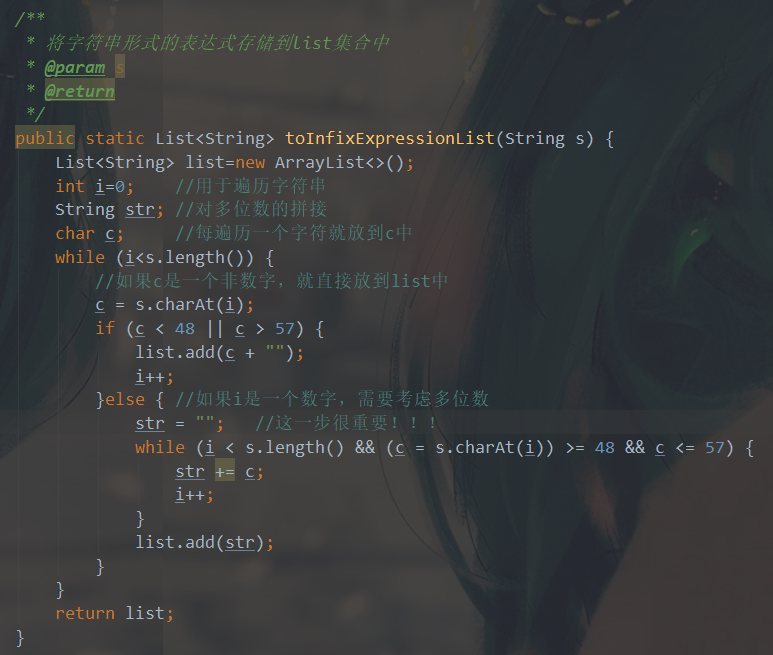 /**
 * 将字符串形式的表达式存储到list集合中
 * @param s
 * @return
 */
public static List<String> toInfixExpressionList(String s) {
    List<String> list=new ArrayList<>();
    int i=0;    //用于遍历字符串
    String str; //对多位数的拼接
    char c;     //每遍历一个字符就放到c中
    while (i<s.length()) {
        //如果c是一个非数字，就直接放到list中
        c = s.charAt(i);
        if (c < 48 || c > 57) {
            list.add(c + "");
            i++;
        }else { //如果i是一个数字，需要考虑多位数
            str = "";   //这一步很重要！！！
            while (i < s.length() && (c = s.charAt(i)) >= 48 && c <= 57) {
                str += c;
                i++;
            }
            list.add(str);
        }
    }
    return list;
}